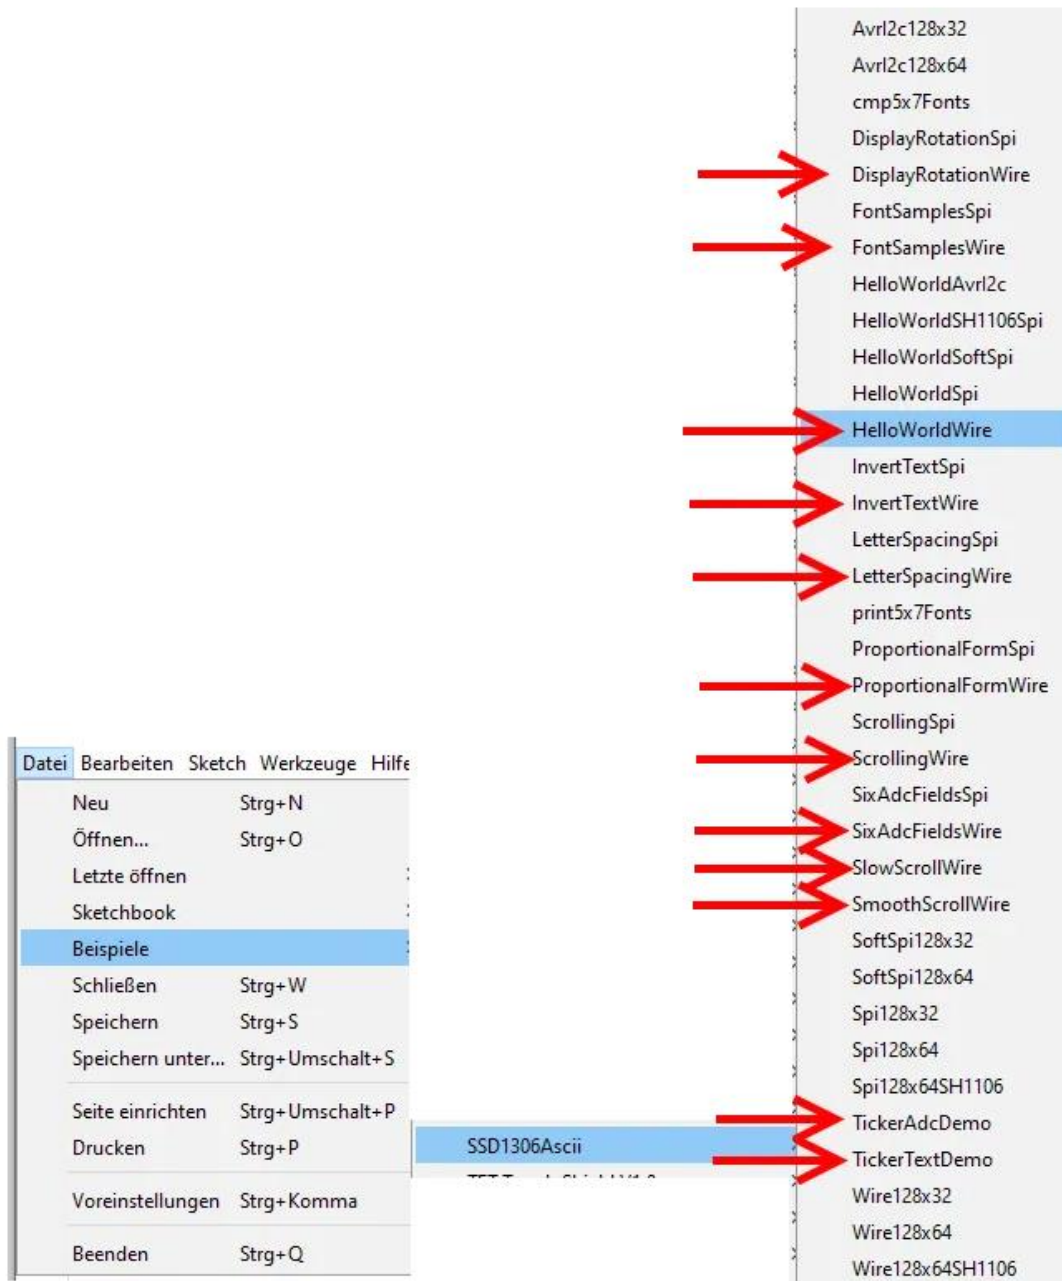 AvrI2c128x32
AvrI2c128x64
cmp5x7Fonts
DisplayRotationSpi
DisplayRotationWire
FontSamplesSpi
FontSamplesWire
HelloWorldAvrI2c
HelloWorldSH1106Spi
HelloWorldSoftSpi
HelloWorldSpi
HelloWorldWire
InvertTextSpi
InvertTextWire
LetterSpacingSpi
LetterSpacingWire
print5x7Fonts
ProportionalFormSpi
ProportionalFormWire
ScrollingSpi
ScrollingWire
SixAdcFieldsSpi
SixAdcFieldsWire
SlowScrollWire
SmoothScrollWire
SoftSpi128x32
SoftSpi128x64
Spi128x32
Spi128x64
Spi128x64SH1106
TickerAdcDemo
TickerTextDemo
Wire128x32
Wire128x64
Wire128x64SH1106
Datei Bearbeiten Sketch Werkzeuge Hilfe
Neu Strg+N
Öffnen... Strg+O
Letzte öffnen
Sketchbook
Beispiele
Schließen Strg+W
Speichern Strg+S
Speichern unter... Strg+Umschalt+S
Seite einrichten Strg+Umschalt+P
Drucken Strg+P
Voreinstellungen Strg+Komma
Beenden Strg+Q
SSD1306Ascii